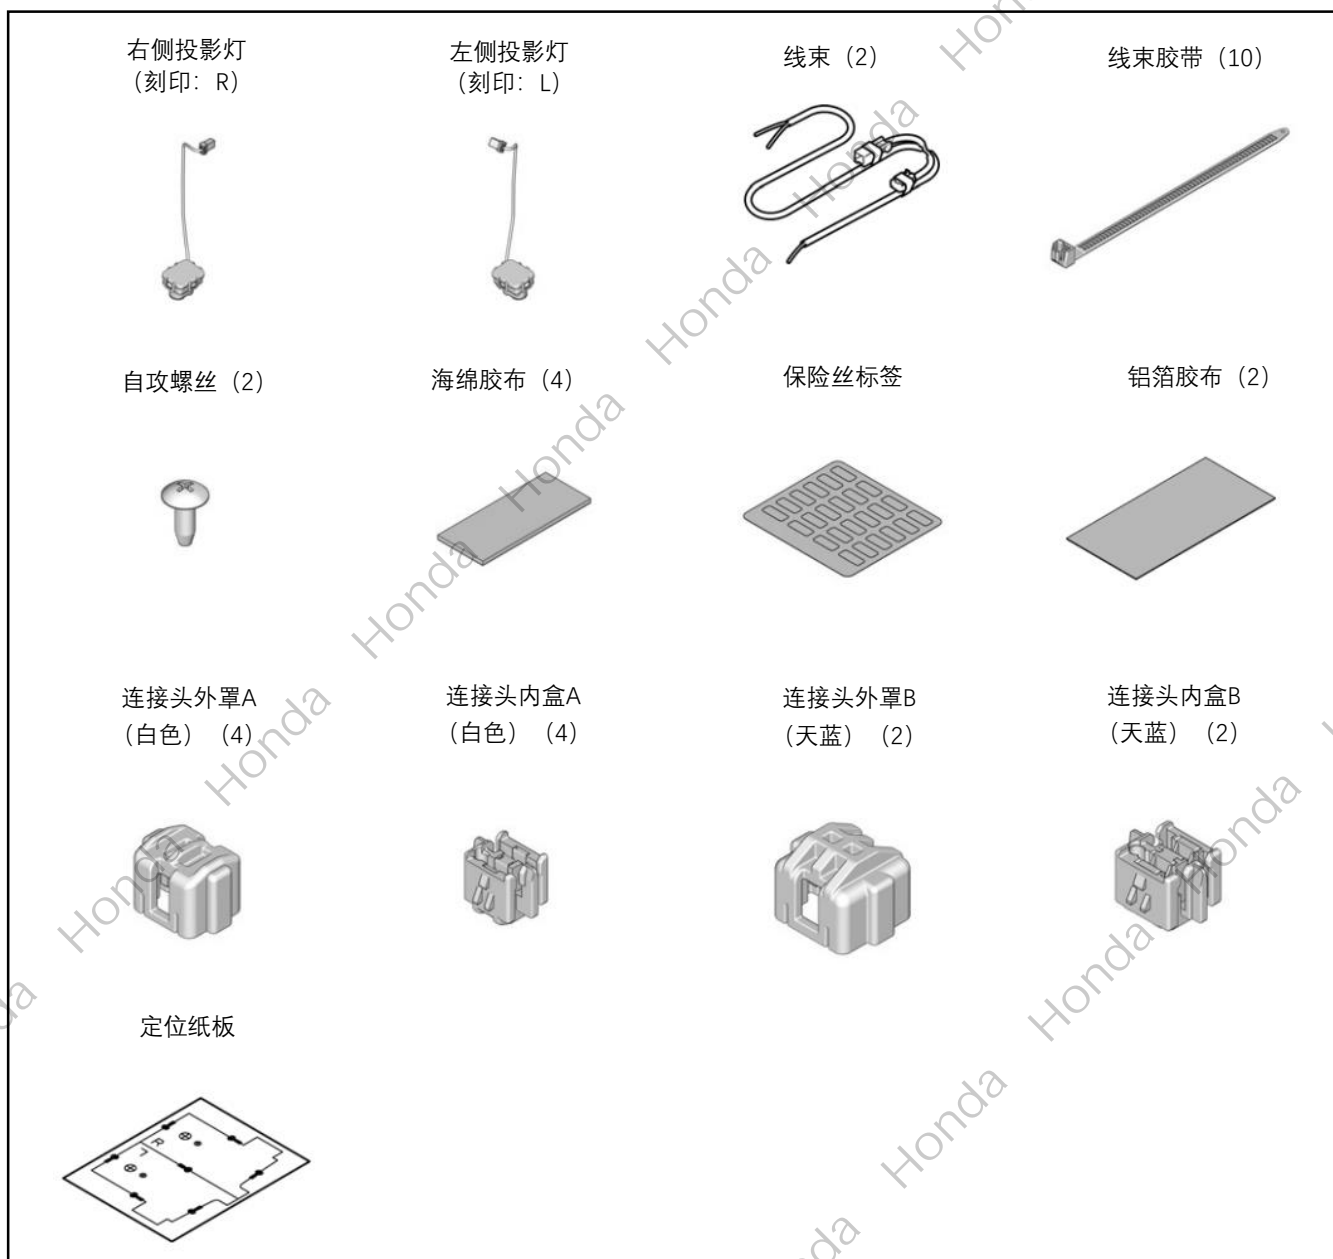 右侧投影灯
（刻印：R）
左侧投影灯
（刻印：L）
线束（2）
线束胶带（10）
自攻螺丝（2）
海绵胶布（4）
保险丝标签
铝箔胶布（2）
连接头外罩A
（白色）（4）
连接头内盒A
（白色）（4）
连接头外罩B
（天蓝）（2）
连接头内盒B
（天蓝）（2）
定位纸板
R
L
Honda
Honda
Honda
Honda
Honda
Honda
Honda
Honda
Honda
Honda
Honda
Honda